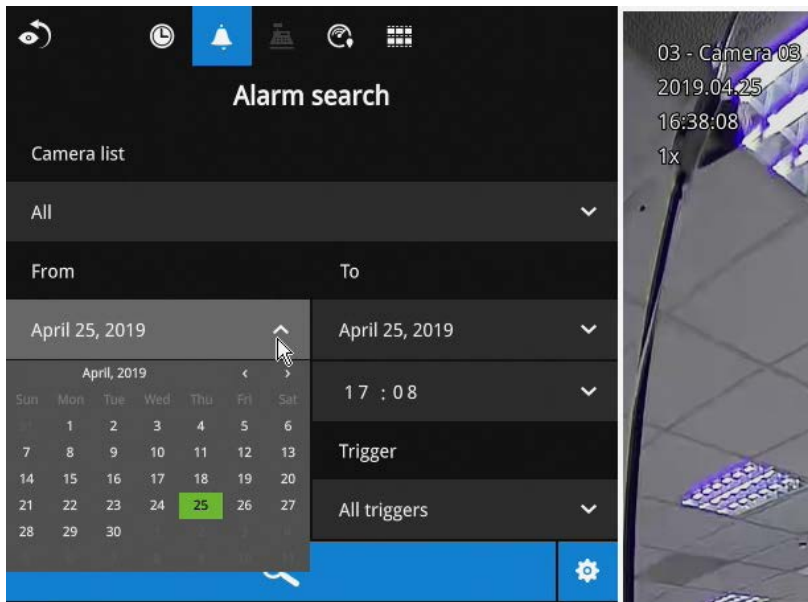 Alarm search
Camera list
All
From To
April 25, 2019 April 25, 2019
April, 2019 ‹ ›
Sun Mon Tue Wed Thu Fri Sat
31 1 2 3 4 5 6
7 8 9 10 11 12 13
14 15 16 17 18 19 20
21 22 23 24 25 26 27
28 29 30
17 : 08
Trigger
All triggers
03 - Camera 03
2019.04.25
16:38:08
1x